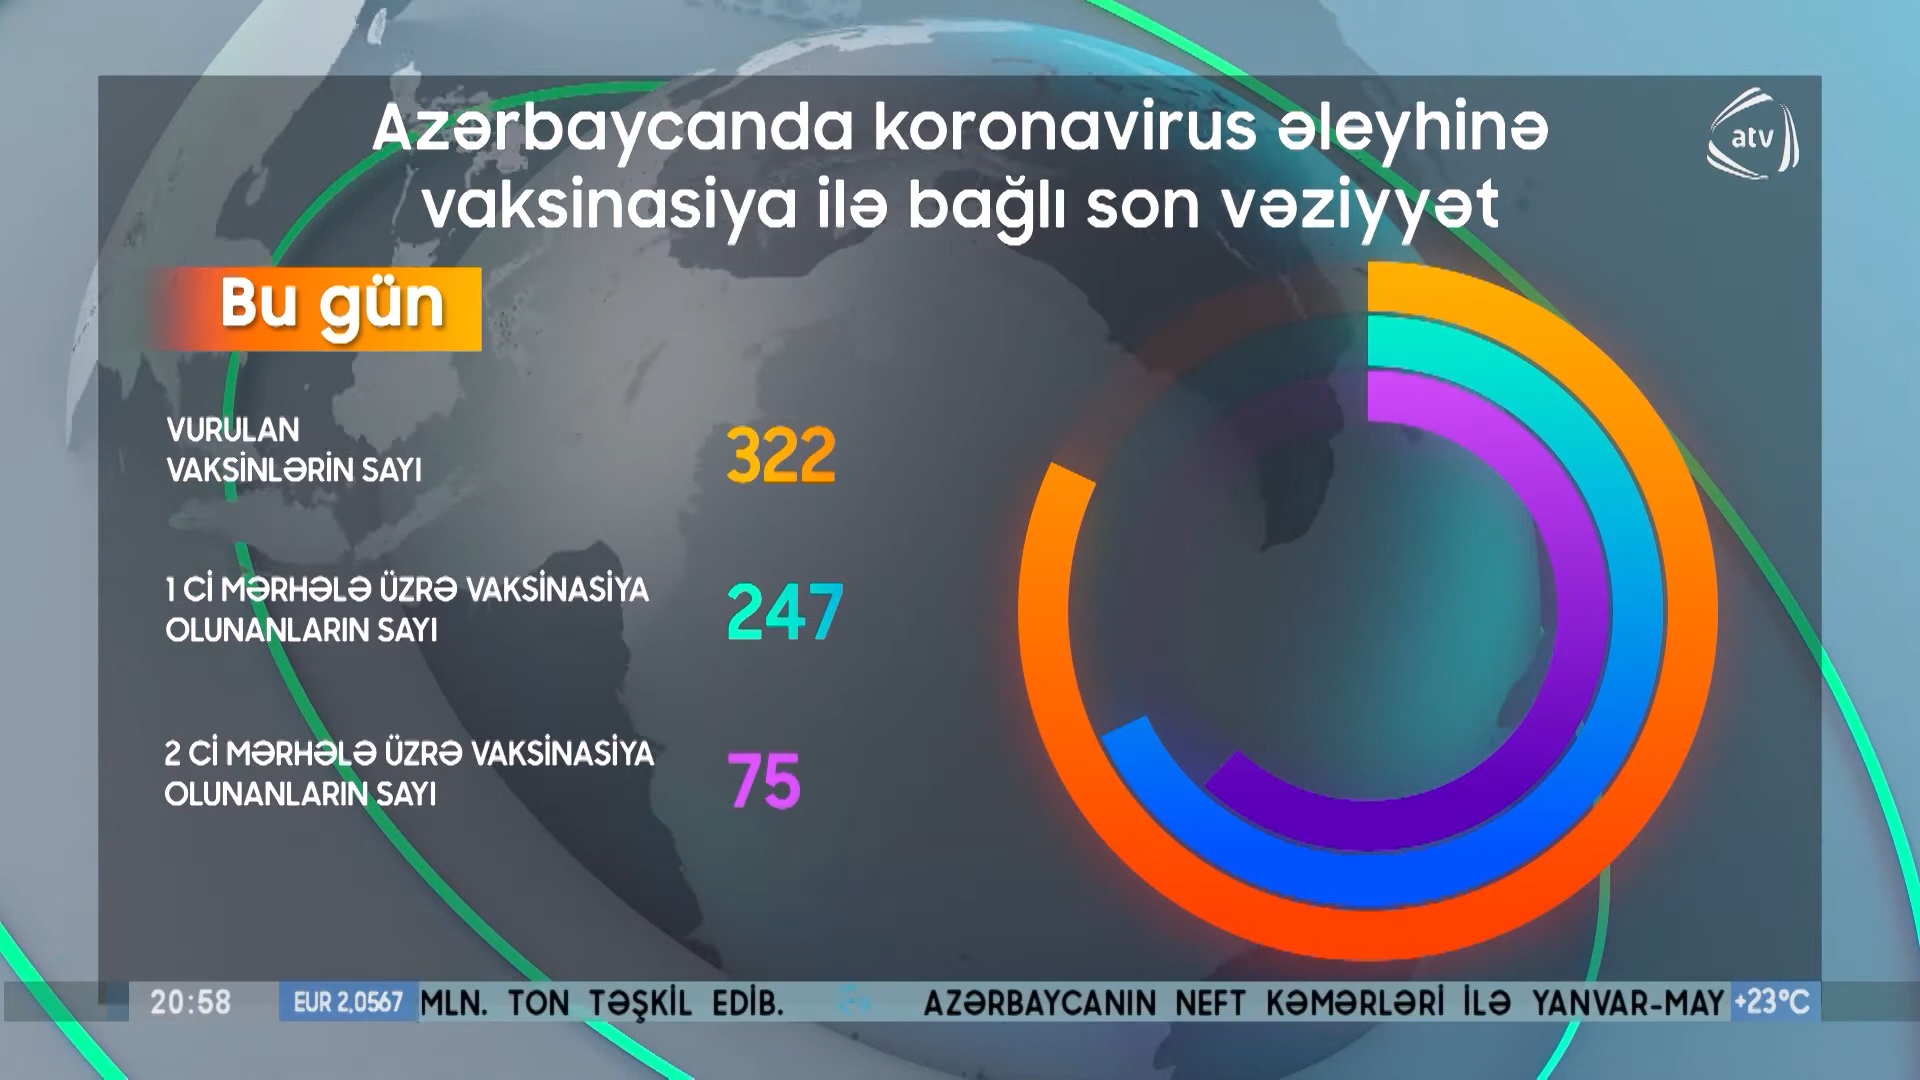 Azərbaycanda koronavirus əleyhinə
vaksinasiya ilə bağlı son vəziyyət
atv
Bu gün
VURULAN
VAKSİNLƏRİN SAYI
322
1 Cİ MƏRHƏLƏ ÜZRƏ VAKSİNASİYA
OLUNANLARIN SAYI
247
2 Cİ MƏRHƏLƏ ÜZRƏ VAKSİNASİYA
OLUNANLARIN SAYI
75
20:58 EUR 2,0567 MLN. TON TƏŞKİL EDİB. AZƏRBAYCANIN NEFT KƏMƏRLƏRİ İLƏ YANVAR-MAY +23°C